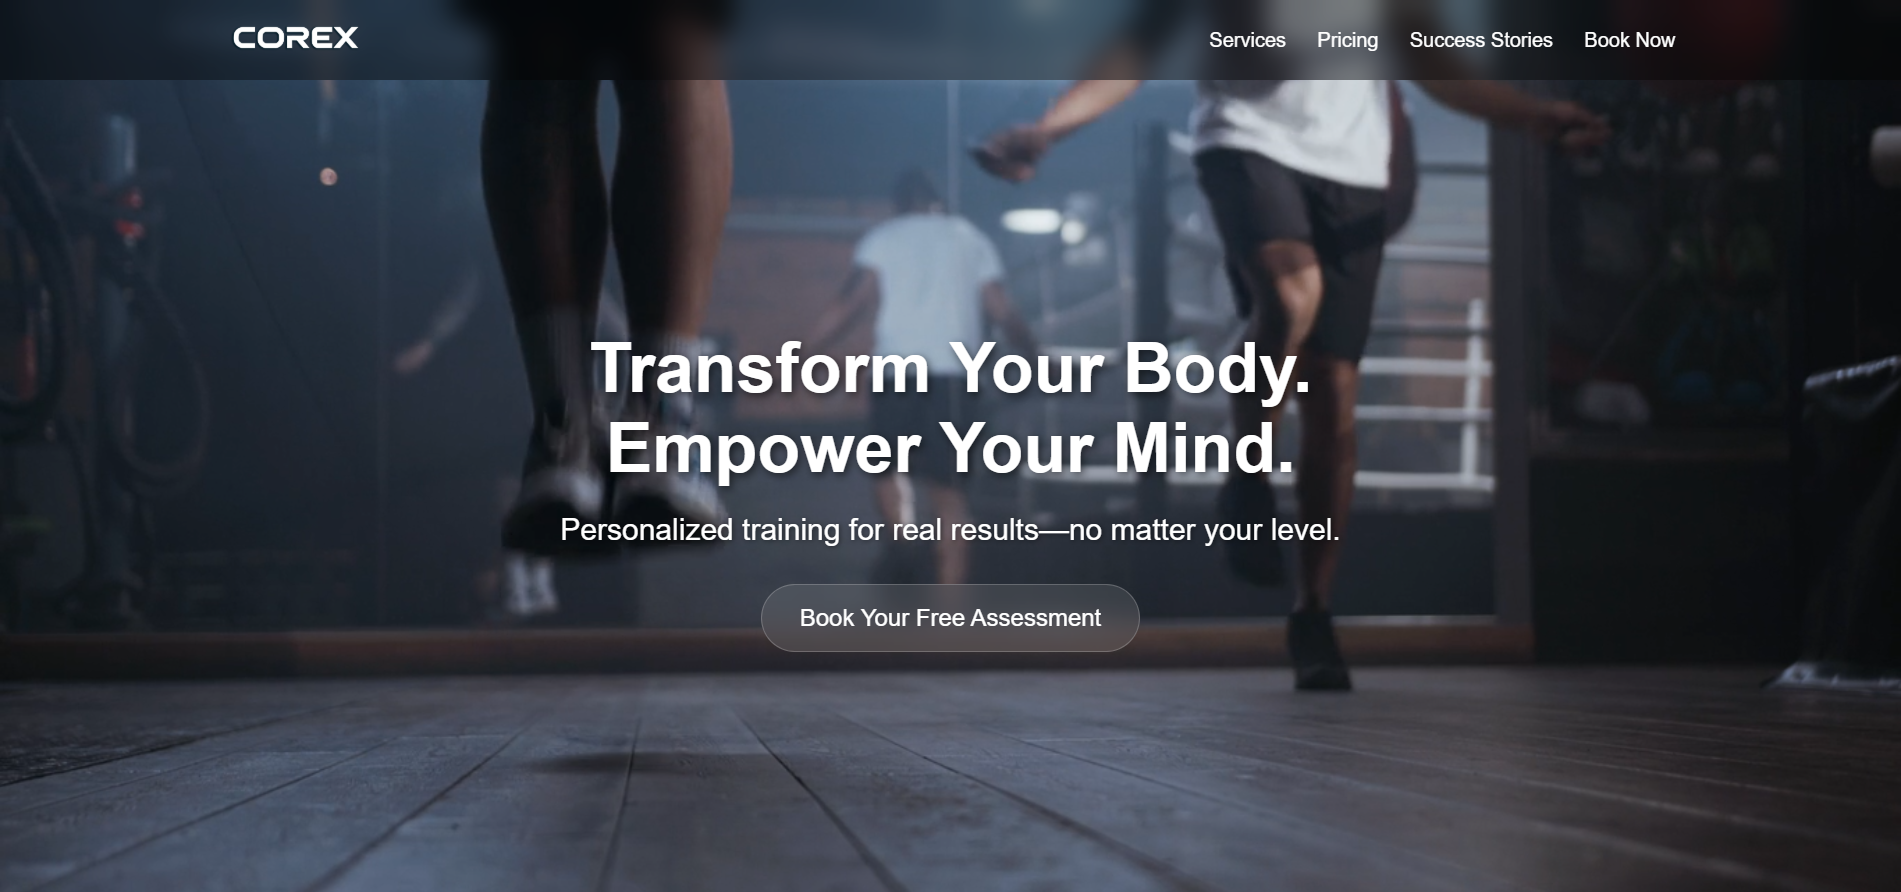 COREX
Services Pricing Success Stories Book Now
Transform Your Body.
Empower Your Mind.
Personalized training for real results—no matter your level.
Book Your Free Assessment